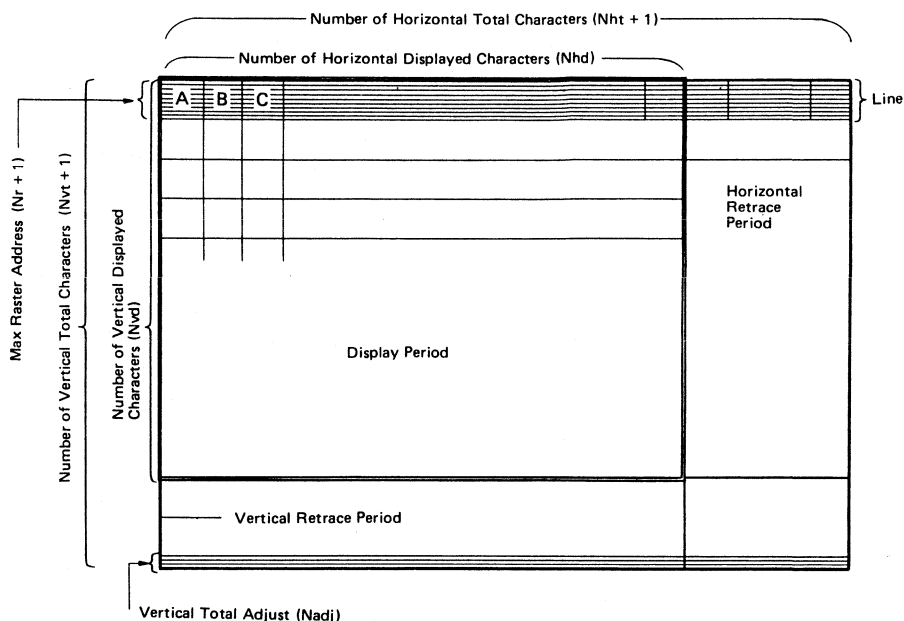 Number of Horizontal Total Characters (Nht + 1)
Number of Horizontal Displayed Characters (Nhd)
A B C
Line
Max Raster Address (Nr + 1)
Number of Vertical Total Characters (Nvt + 1)
Number of Vertical Displayed
Characters (Nvd)
Horizontal
Retrace
Period
Display Period
Vertical Retrace Period
Vertical Total Adjust (Nadj)